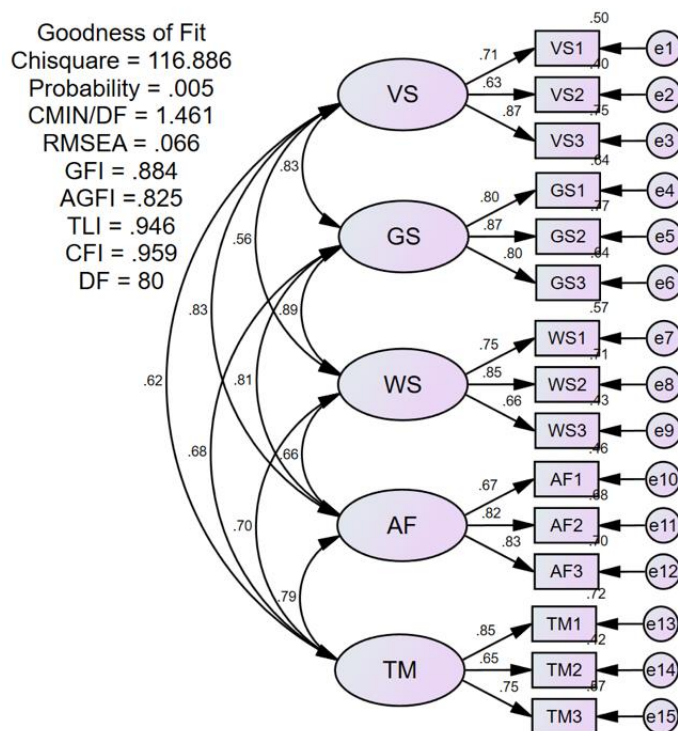 Goodness of Fit
Chisquare = 116.886
Probability = .005
CMIN/DF = 1.461
RMSEA = .066
GFI = .884
AGFI =.825
TLI = .946
CFI = .959
DF = 80
.50
.71 VS1 e1
.40
VS .63 VS2 e2
.75
.87 VS3 e3
.83
.64
.80 GS1 e4
.77
.56 GS .87 GS2 e5
.64
.80 GS3 e6
.83 .89
.57
.75 WS1 e7
.71
.62 .81 WS .85 WS2 e8
.43
.66 WS3 e9
.68 .66
.46
.67 AF1 e10
.68
.70 AF .82 AF2 e11
.70
.83 AF3 e12
.79
.72
.85 TM1 e13
.42
TM .65 TM2 e14
.57
.75 TM3 e15